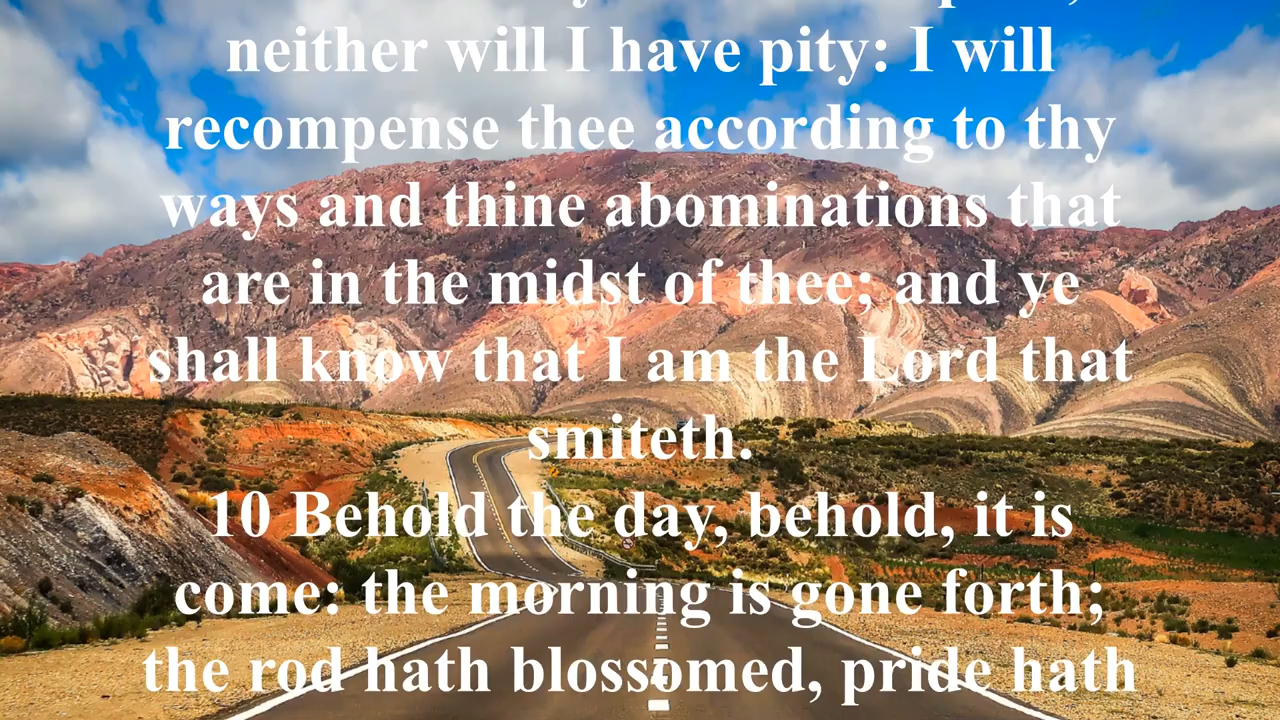 neither will I have pity: I will
recompense thee according to thy
ways and thine abominations that
are in the midst of thee; and ye
shall know that I am the Lord that
smiteth.
10 Behold the day, behold, it is
come: the morning is gone forth;
the rod hath blossomed, pride hath